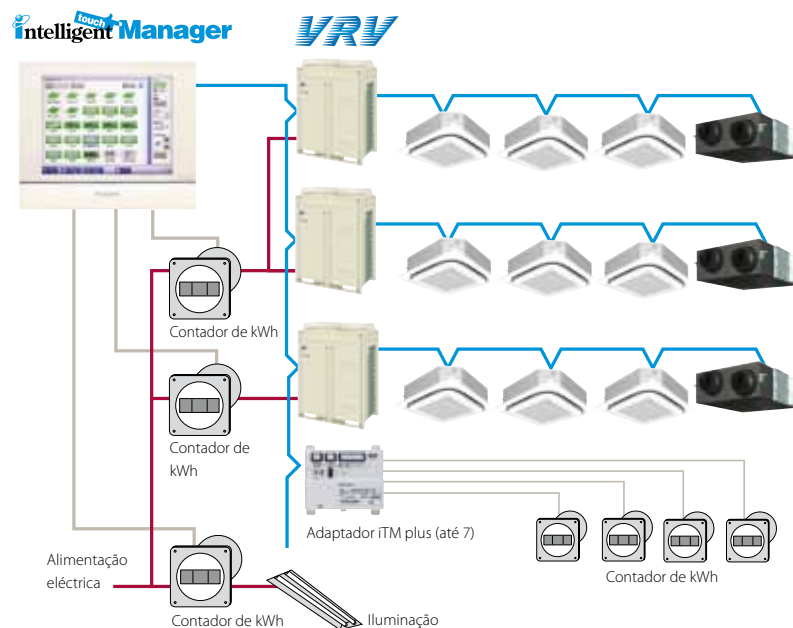 intelligent touch Manager
VRV
Contador de kWh
Contador de
kWh
Adaptador iTM plus (até 7)
Alimentação
eléctrica
Contador de kWh
Contador de kWh
Iluminação